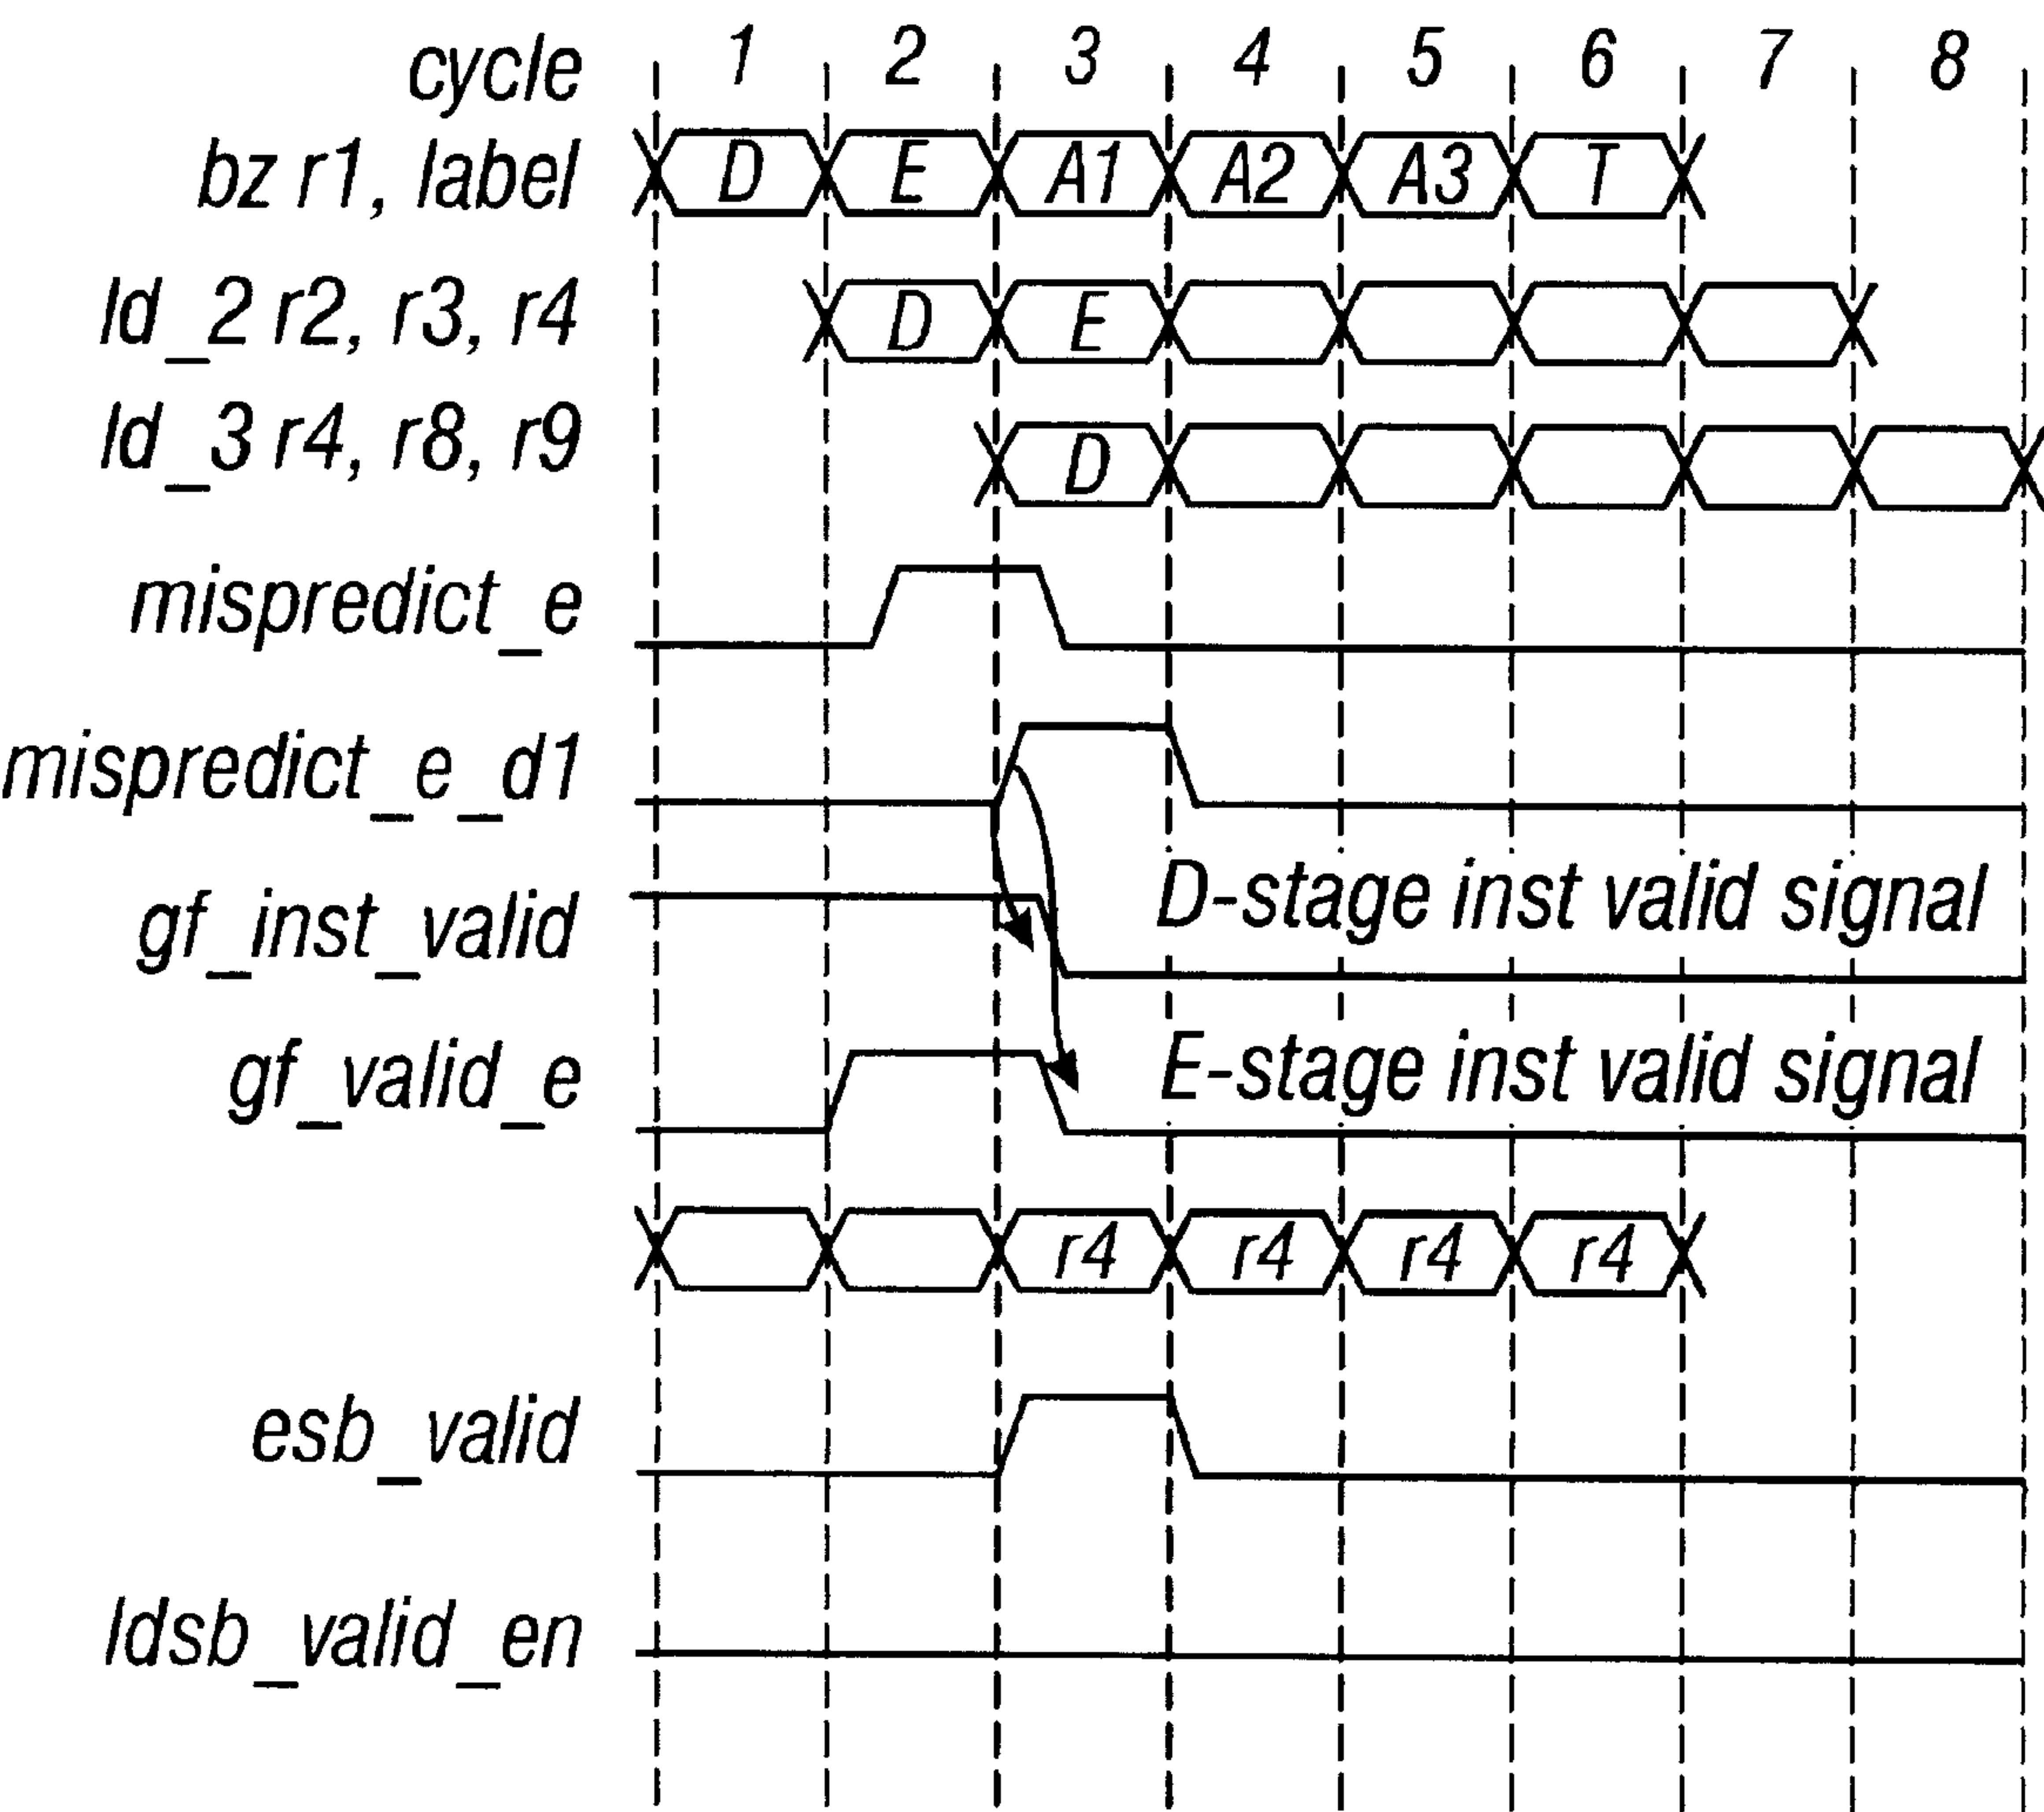 cycle 1 2 3 4 5 6 7 8
bz r1, label D E A1 A2 A3 T
ld_2 r2, r3, r4 D E
ld_3 r4, r8, r9 D
mispredict_e
mispredict_e_d1
D-stage inst valid signal
gf_inst_valid
E-stage inst valid signal
gf_valid_e
r4 r4 r4 r4
esb_valid
ldsb_valid_en